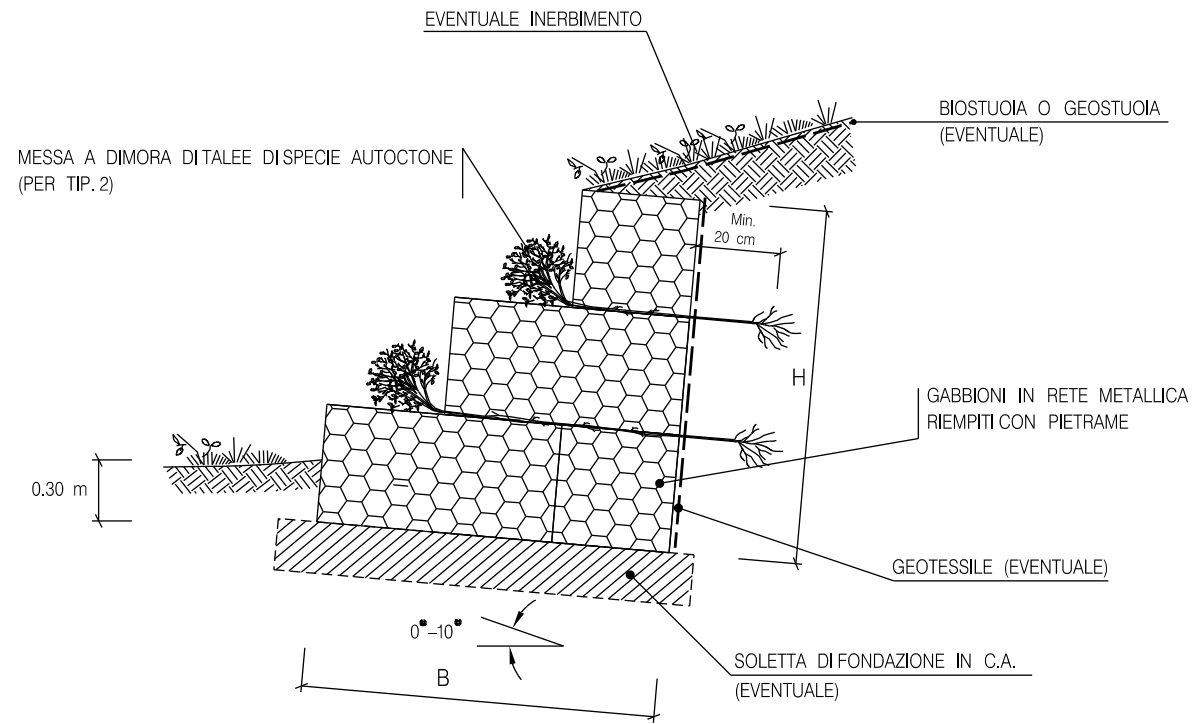 EVENTUALE INERBIMENTO
BIOSTUOIA O GEOSTUOIA
(EVENTUALE)
MESSA A DIMORA DI TALEE DI SPECIE AUTOCTONE
(PER TIP. 2)
Min.
20 cm
H
GABBIONI IN RETE METALLICA
RIEMPITI CON PIETRAME
0.30 m
GEOTESSILE (EVENTUALE)
0°-10°
SOLETTA DI FONDAZIONE IN C.A.
(EVENTUALE)
B